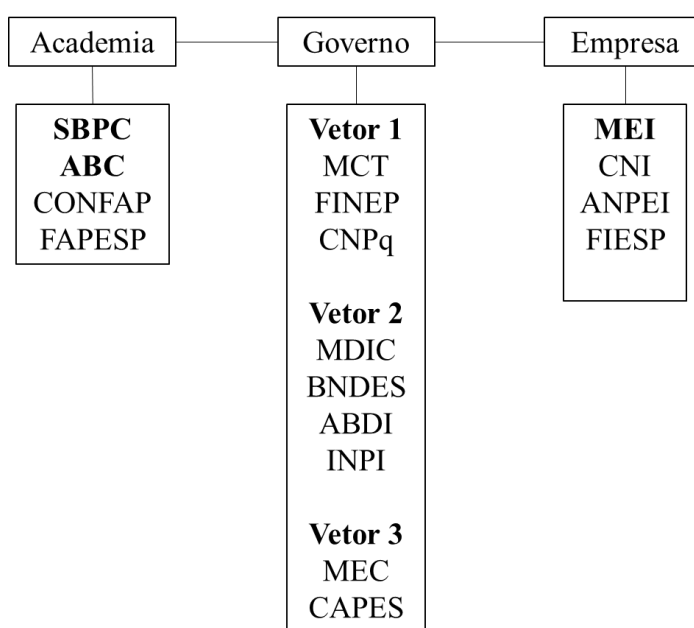 Academia
Governo
Empresa
SBPC
ABC
CONFAP
FAPESP
Vetor 1
MCT
FINEP
CNPq
Vetor 2
MDIC
BNDES
ABDI
INPI
Vetor 3
MEC
CAPES
MEI
CNI
ANPEI
FIESP